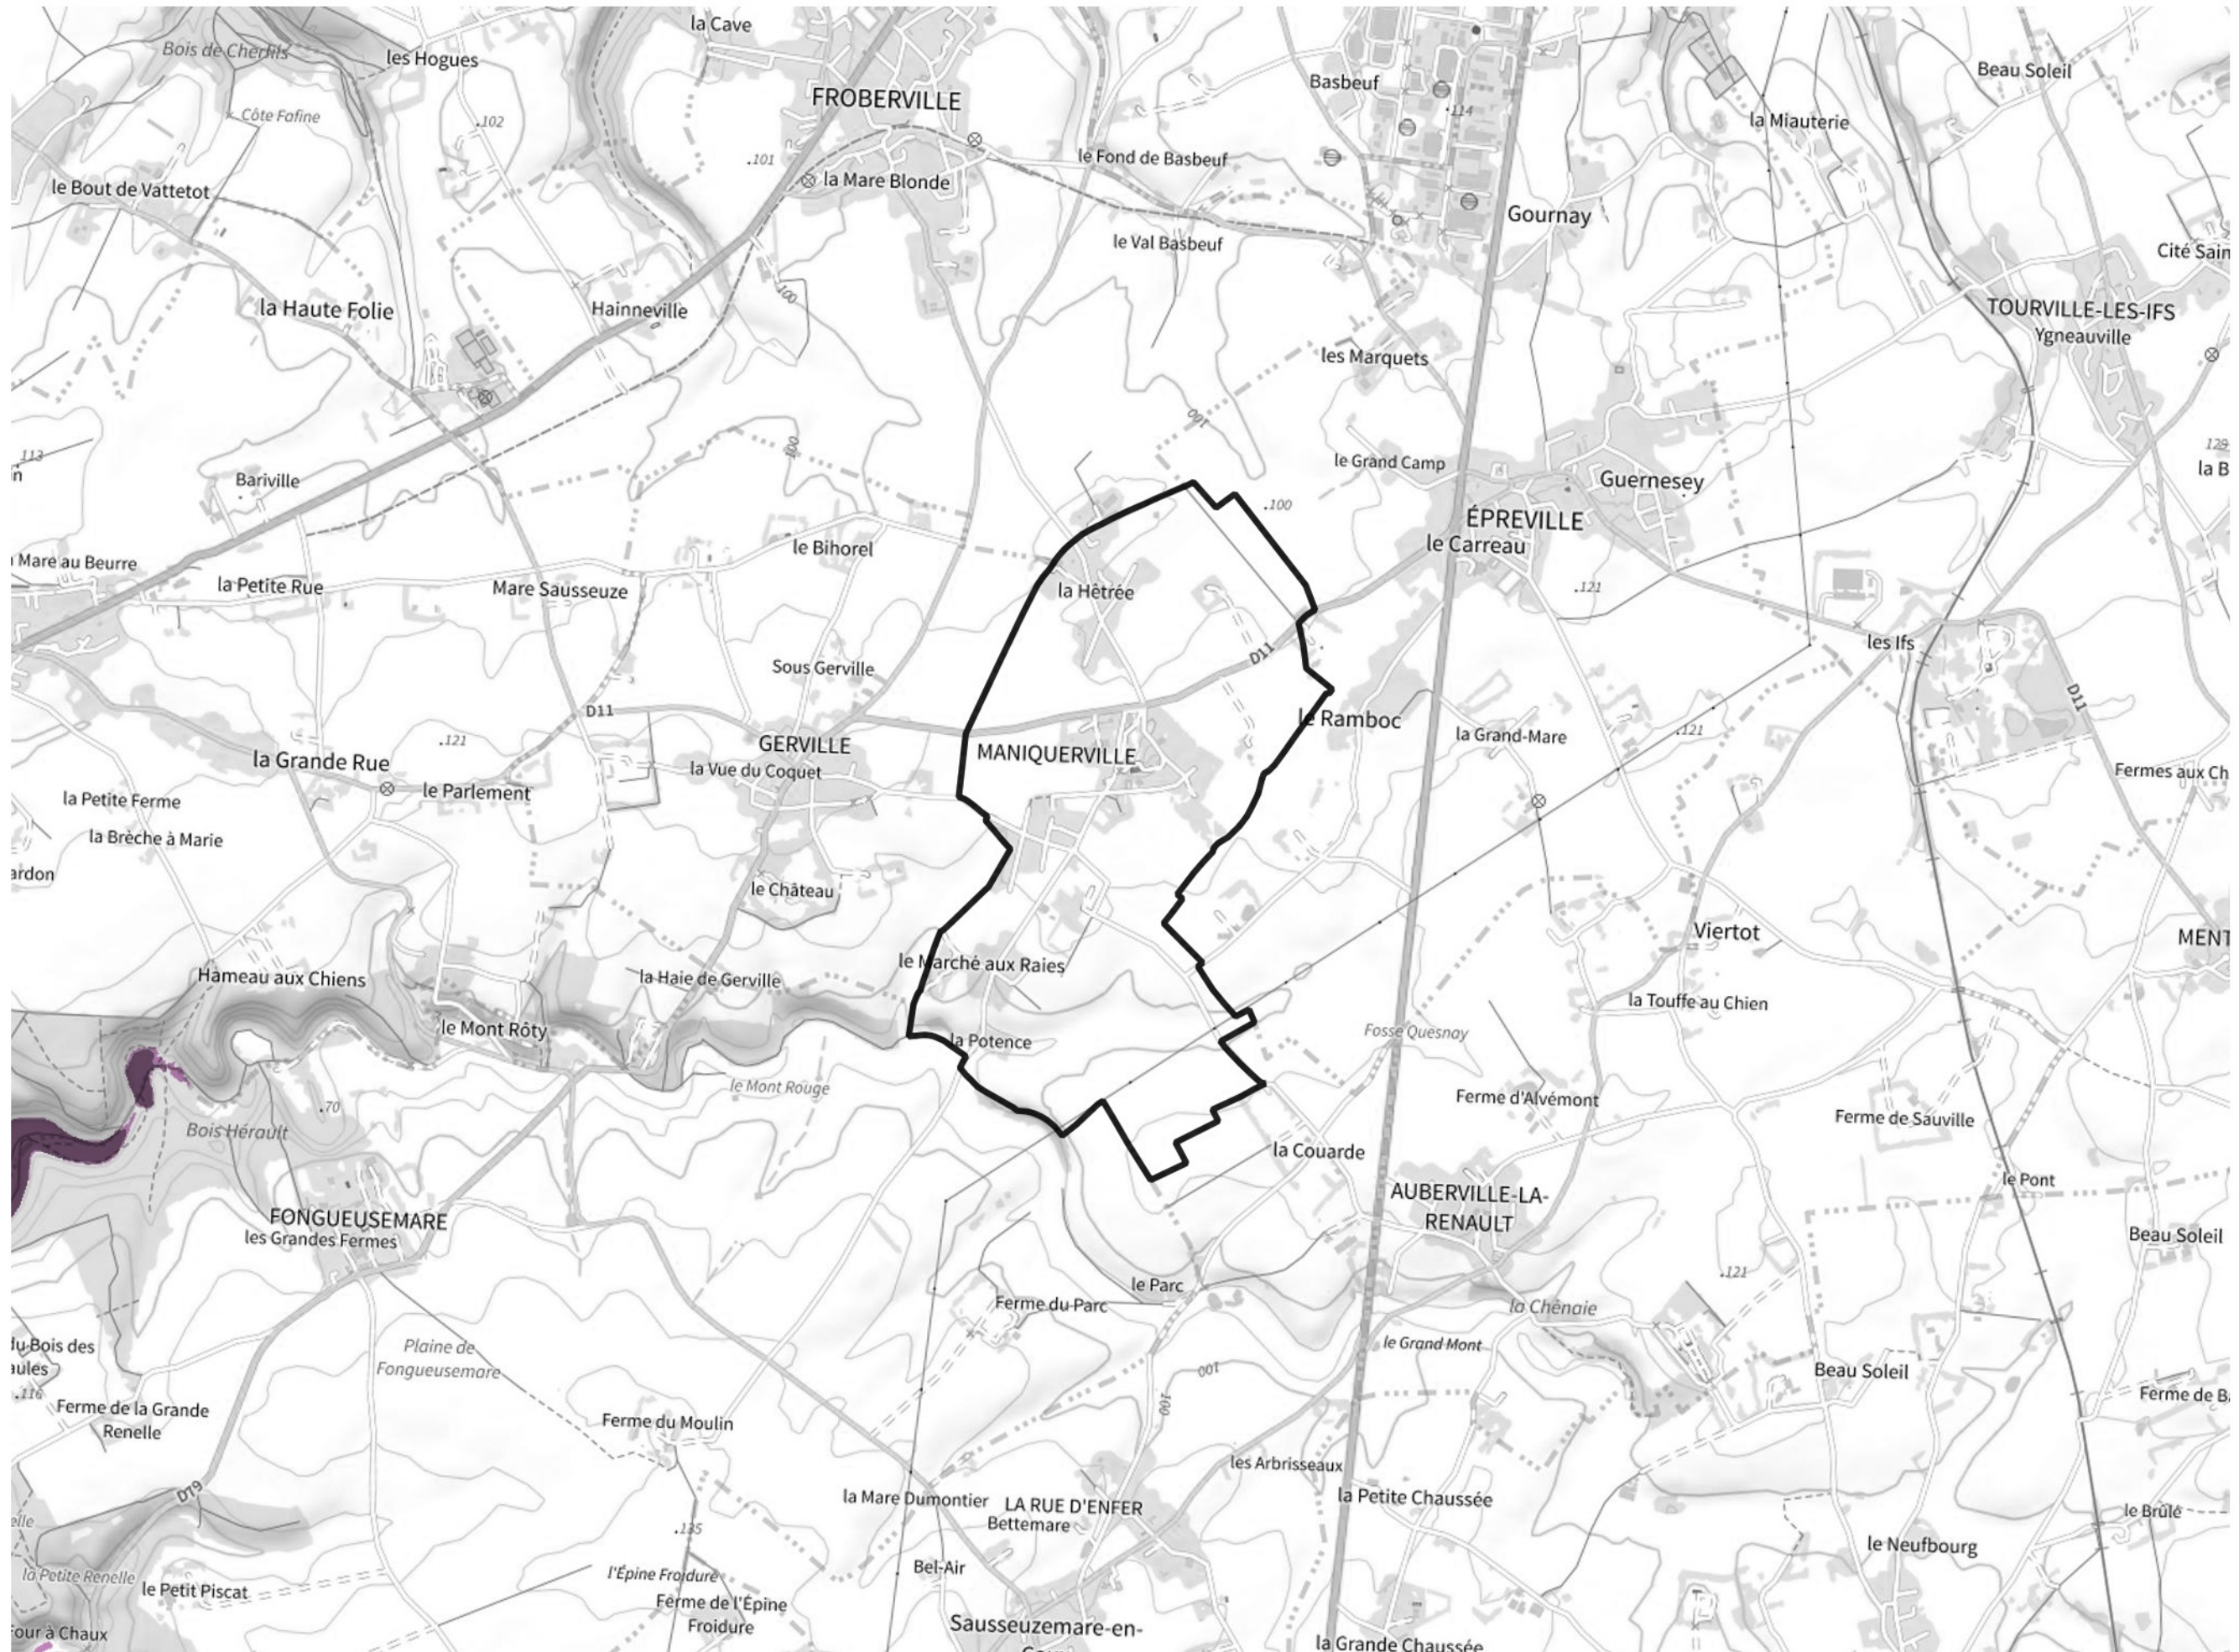 la Cave
Bois de Cherfils
les Hogues
Beau Soleil
Basbeuf
FROBERVILLE
Côte Fafine
.102
.114
la Miauterie
.101
le Fond de Basbeuf
le Bout de Vattetot
la Mare Blonde
Gournay
le Val Basbeuf
Cité Sain
100
la Haute Folie
Hainneville
TOURVILLE-LES-IFS
Ygneauville
les Marquets
100
100
113
n
le Grand Camp
129
la B
Bariville
Guernesey
.100
ÉPREVILLE
le Carreau
le Bihorel
Mare au Beurre
la Petite Rue
Mare Sausseuze
la Hêtrée
.121
les Ifs
D11
Sous Gerville
D11
D11
le Ramboc
.121
la Grand-Mare
.121
GERVILLE
MANIQUERVILLE
la Grande Rue
la Vue du Coquet
Fermes aux Ch
la Petite Ferme
le Parlement
la Brèche à Marie
ardon
le Château
Viertot
MENT
le Marché aux Raies
Hameau aux Chiens
la Haie de Gerville
la Touffe au Chien
le Mont Rôty
Fosse Quesnay
la Potence
le Mont Rouge
Ferme d'Alvémont
.70
Ferme de Sauville
Bois Hérault
la Couarde
le Pont
AUBERVILLE-LA-
RENAULT
FONGUEUSEMARE
les Grandes Fermes
Beau Soleil
.121
le Parc
Ferme du Parc
la Chênaie
du Bois des
aules
Plaine de
Fongueusemare
le Grand Mont
100
Beau Soleil
.116
100
Ferme de la Grande
Renelle
Ferme de B
Ferme du Moulin
les Arbrisseaux
D79
la Mare Dumontier
LA RUE D'ENFER
Bettemare
la Petite Chaussée
le Brûlé
elle
.135
le Neufbourg
la Petite Renelle
le Petit Piscat
l'Épine Froidure
Bel-Air
Ferme de l'Épine
Froidure
our à Chaux
Sausseuzemare-en-
la Grande Chaussée